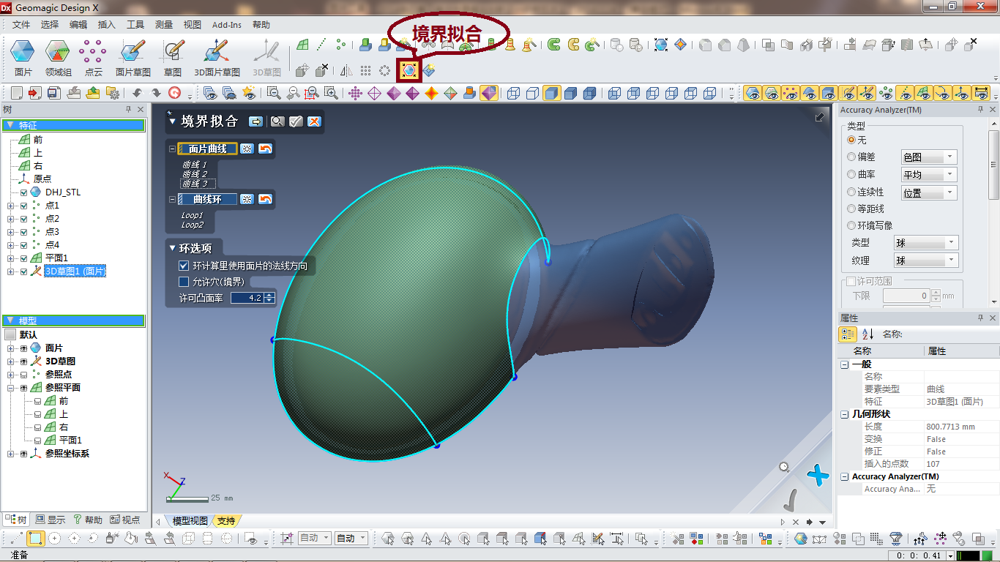 Geomagic Design X
文件 选择 编辑 插入 工具 测量 视图 Add-Ins 帮助
境界拟合
面片 领域组 点云 面片草图 草图 3D面片草图 3D草图
树
特征
前
上
右
原点
DHJ_STL
点1
点2
点3
点4
平面1
3D草图1 (面片)
模型
默认
面片
3D草图
参照点
参照平面
前
上
右
平面1
参照坐标系
树 显示 帮助 视点
境界拟合
面片曲线
曲线 1
曲线 2
曲线 3
曲线环
Loop1
Loop2
环选项
环计算里使用面片的法线方向
允许穴(境界)
许可凸面率 4.2
X
Z
25 mm
模型视图 支持
Accuracy Analyzer(TM)
类型
无
偏差 色图
曲率 平均
连续性 位置
等距线
环境写像
类型 球
纹理 球
许可范围
下限 0 mm
属性
名称:
名称 属性
一般
名称
要素类型 曲线
特征 3D草图1 (面片)
几何形状
长度 800.7713 mm
变换 False
修正 False
插入的点数 107
Accuracy Analyzer(TM)
Accuracy Ana... 无
自动 自动
准备
0: 0: 0.41